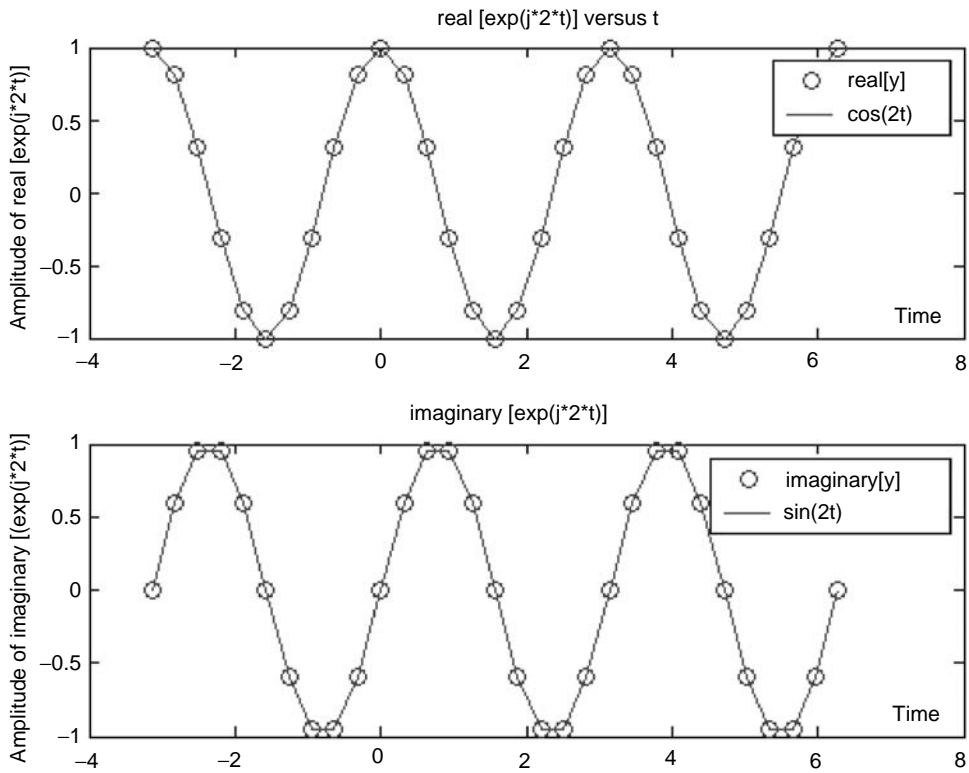 real [exp(j*2*t)] versus t
Amplitude of real [exp(j*2*t)]
1
0.5
0
−0.5
−1
real[y]
cos(2t)
Time
−4
−2
0
2
4
6
8
imaginary [exp(j*2*t)]
Amplitude of imaginary [(exp(j*2*t)]
1
0.5
0
−0.5
−1
imaginary[y]
sin(2t)
Time
−4
−2
0
2
4
6
8